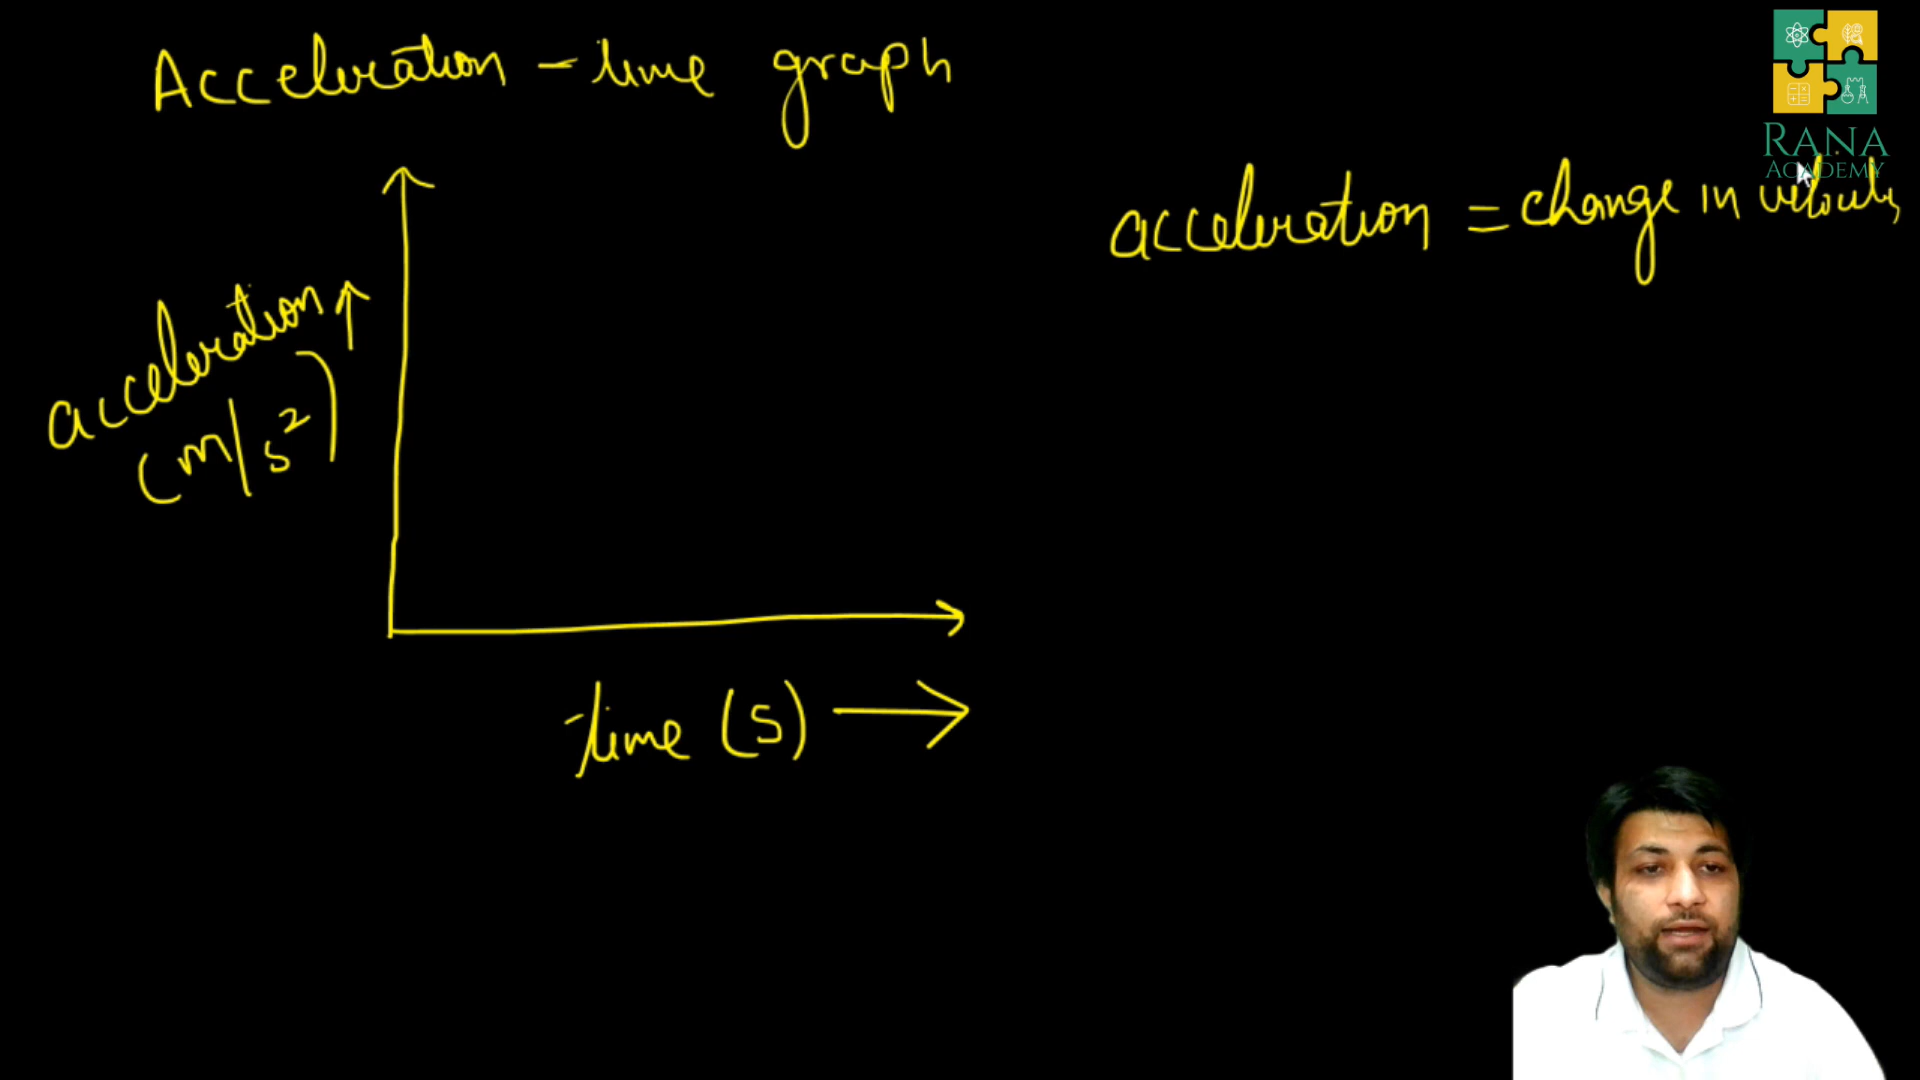 Acceleration - time graph
RANA
ACADEMY
acceleration = change in velocity
acceleration ↑
(m/s²)
time (s) →